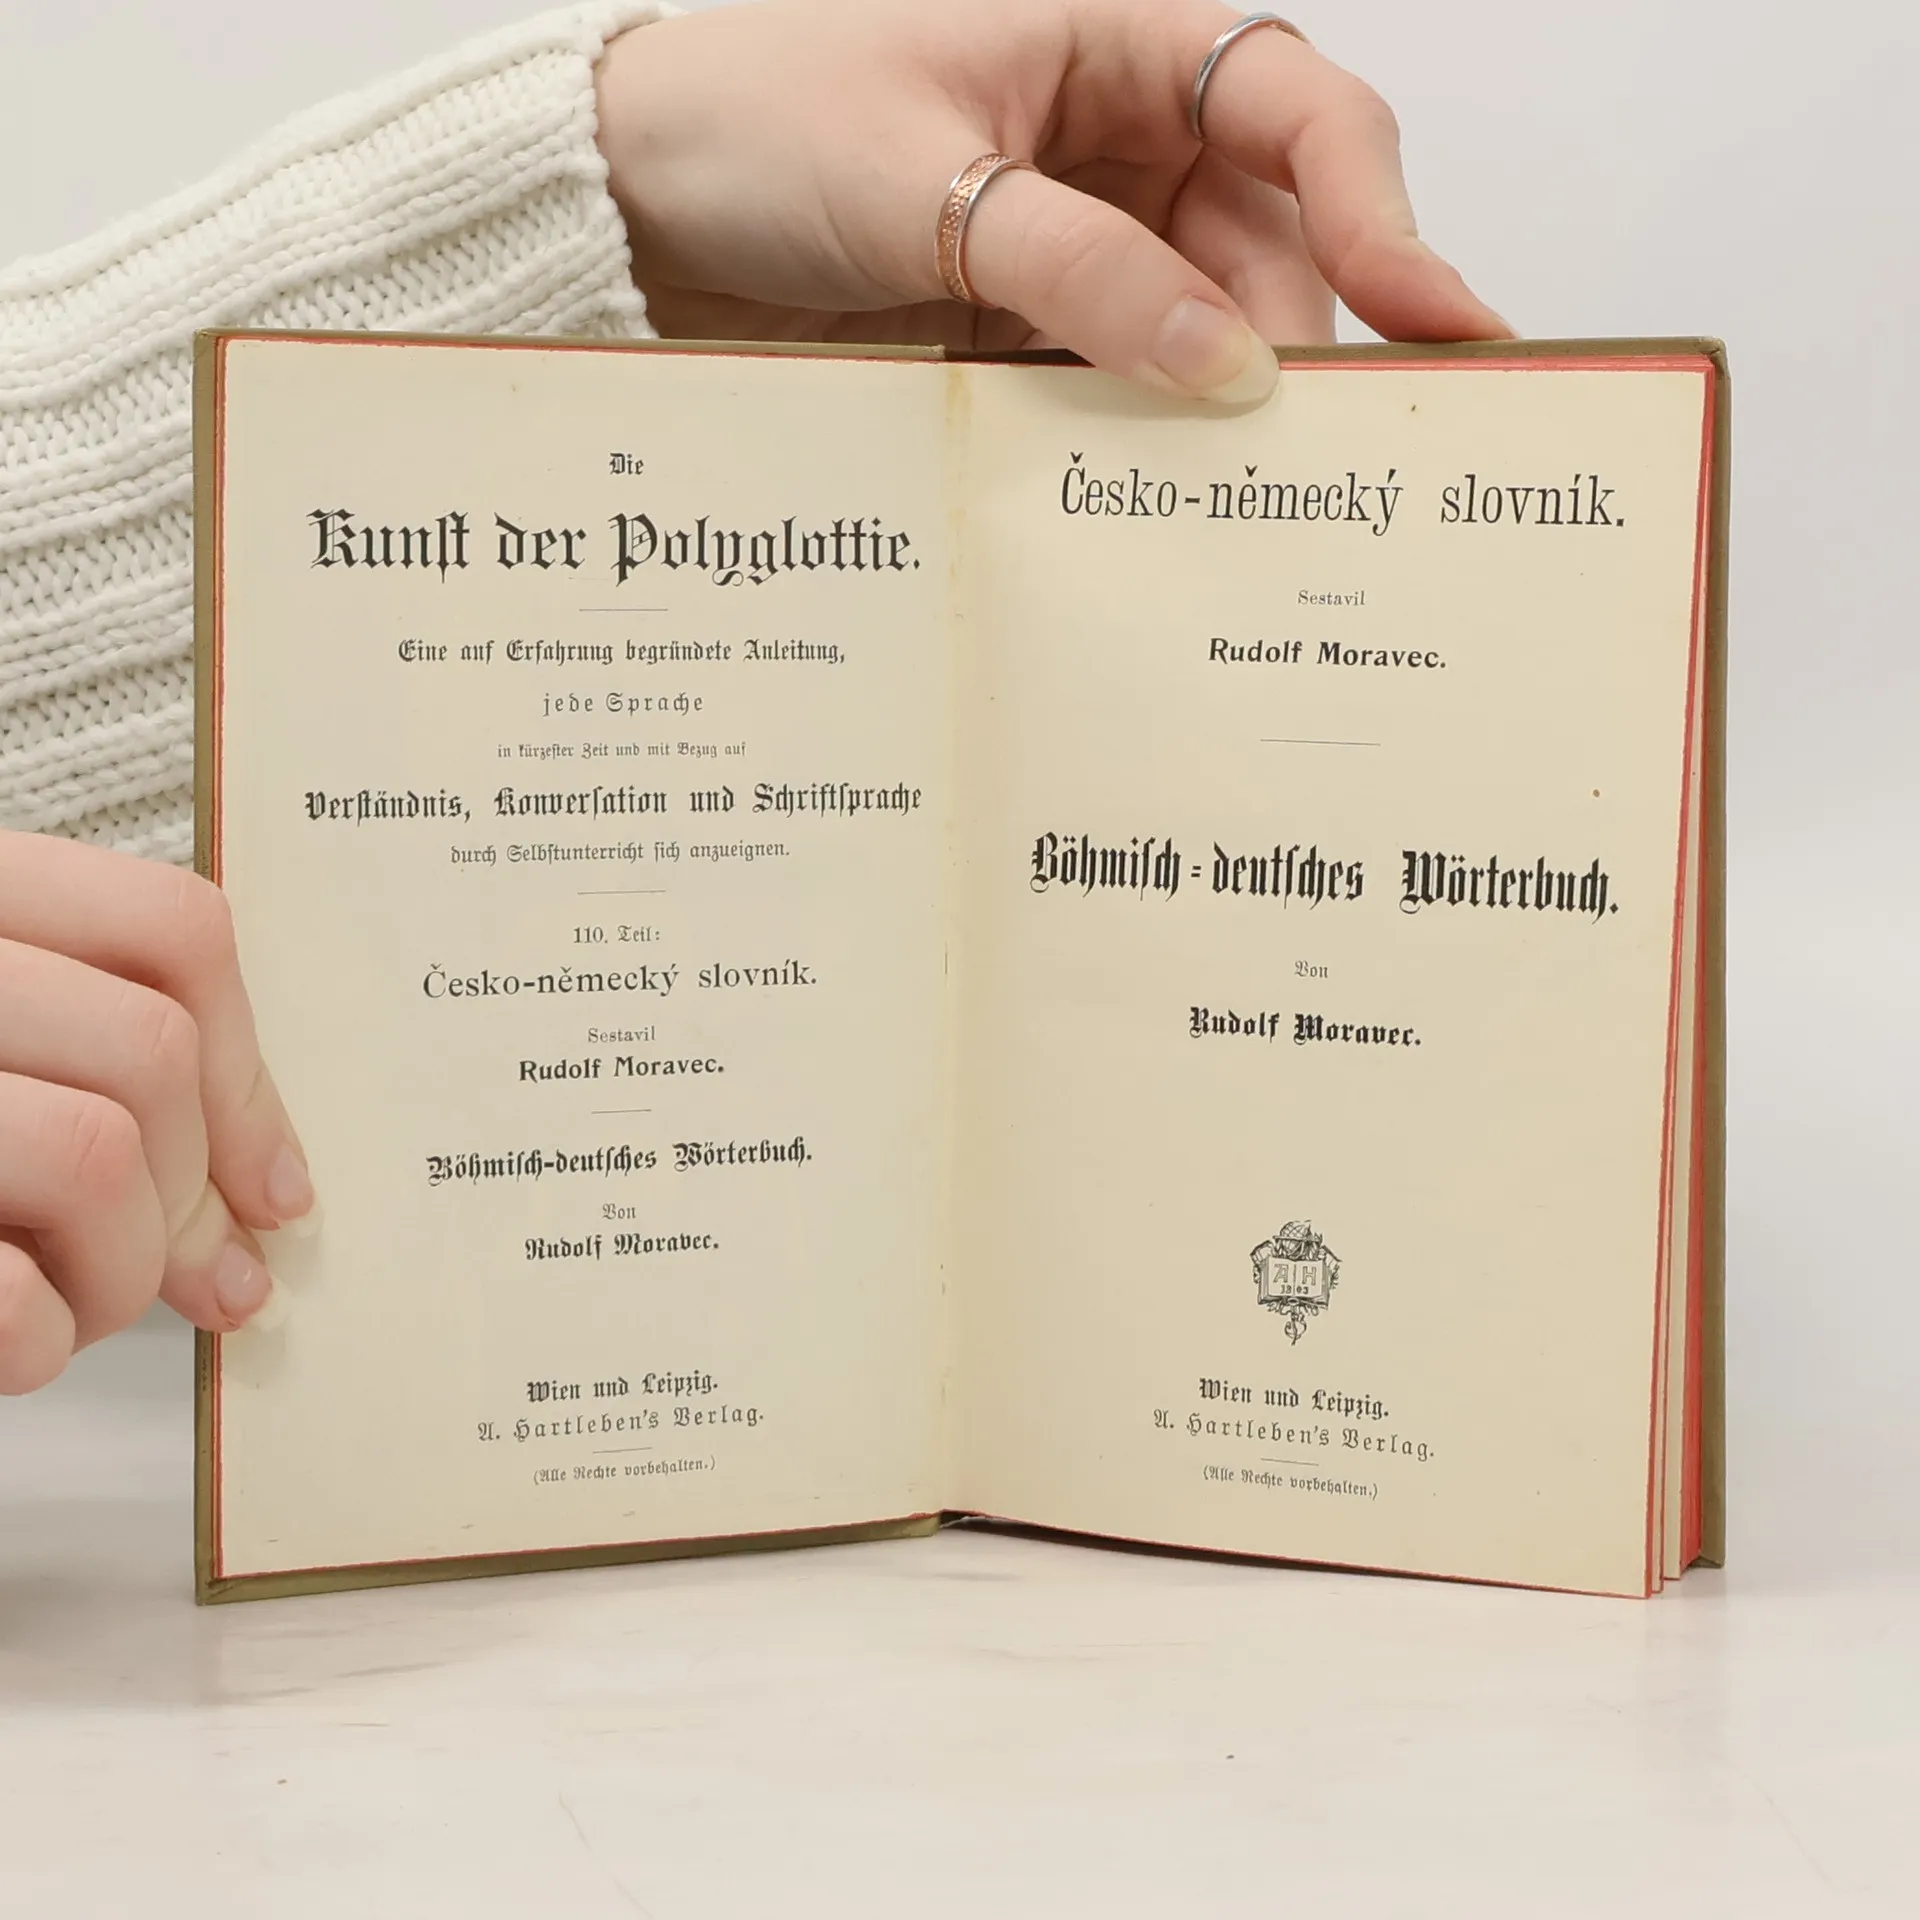 Die
Kunſt der Polyglottie.
Eine auf Erfahrung begründete Anleitung,
jede Sprache
in kürzeſter Zeit und mit Bezug auf
Verſtändnis, Konverſation und Schriftſprache
durch Selbſtunterricht ſich anzueignen.
110. Teil:
Česko-německý slovník.
Sestavil
Rudolf Moravec.
Böhmiſch-deutſches Wörterbuch.
Von
Rudolf Moravec.
Wien und Leipzig.
A. Hartleben's Verlag.
(Alle Rechte vorbehalten.)
Česko-německý slovník.
Sestavil
Rudolf Moravec.
Böhmiſch-deutſches Wörterbuch.
Von
Rudolf Moravec.
A H
1803
Wien und Leipzig.
A. Hartleben's Verlag.
(Alle Rechte vorbehalten.)